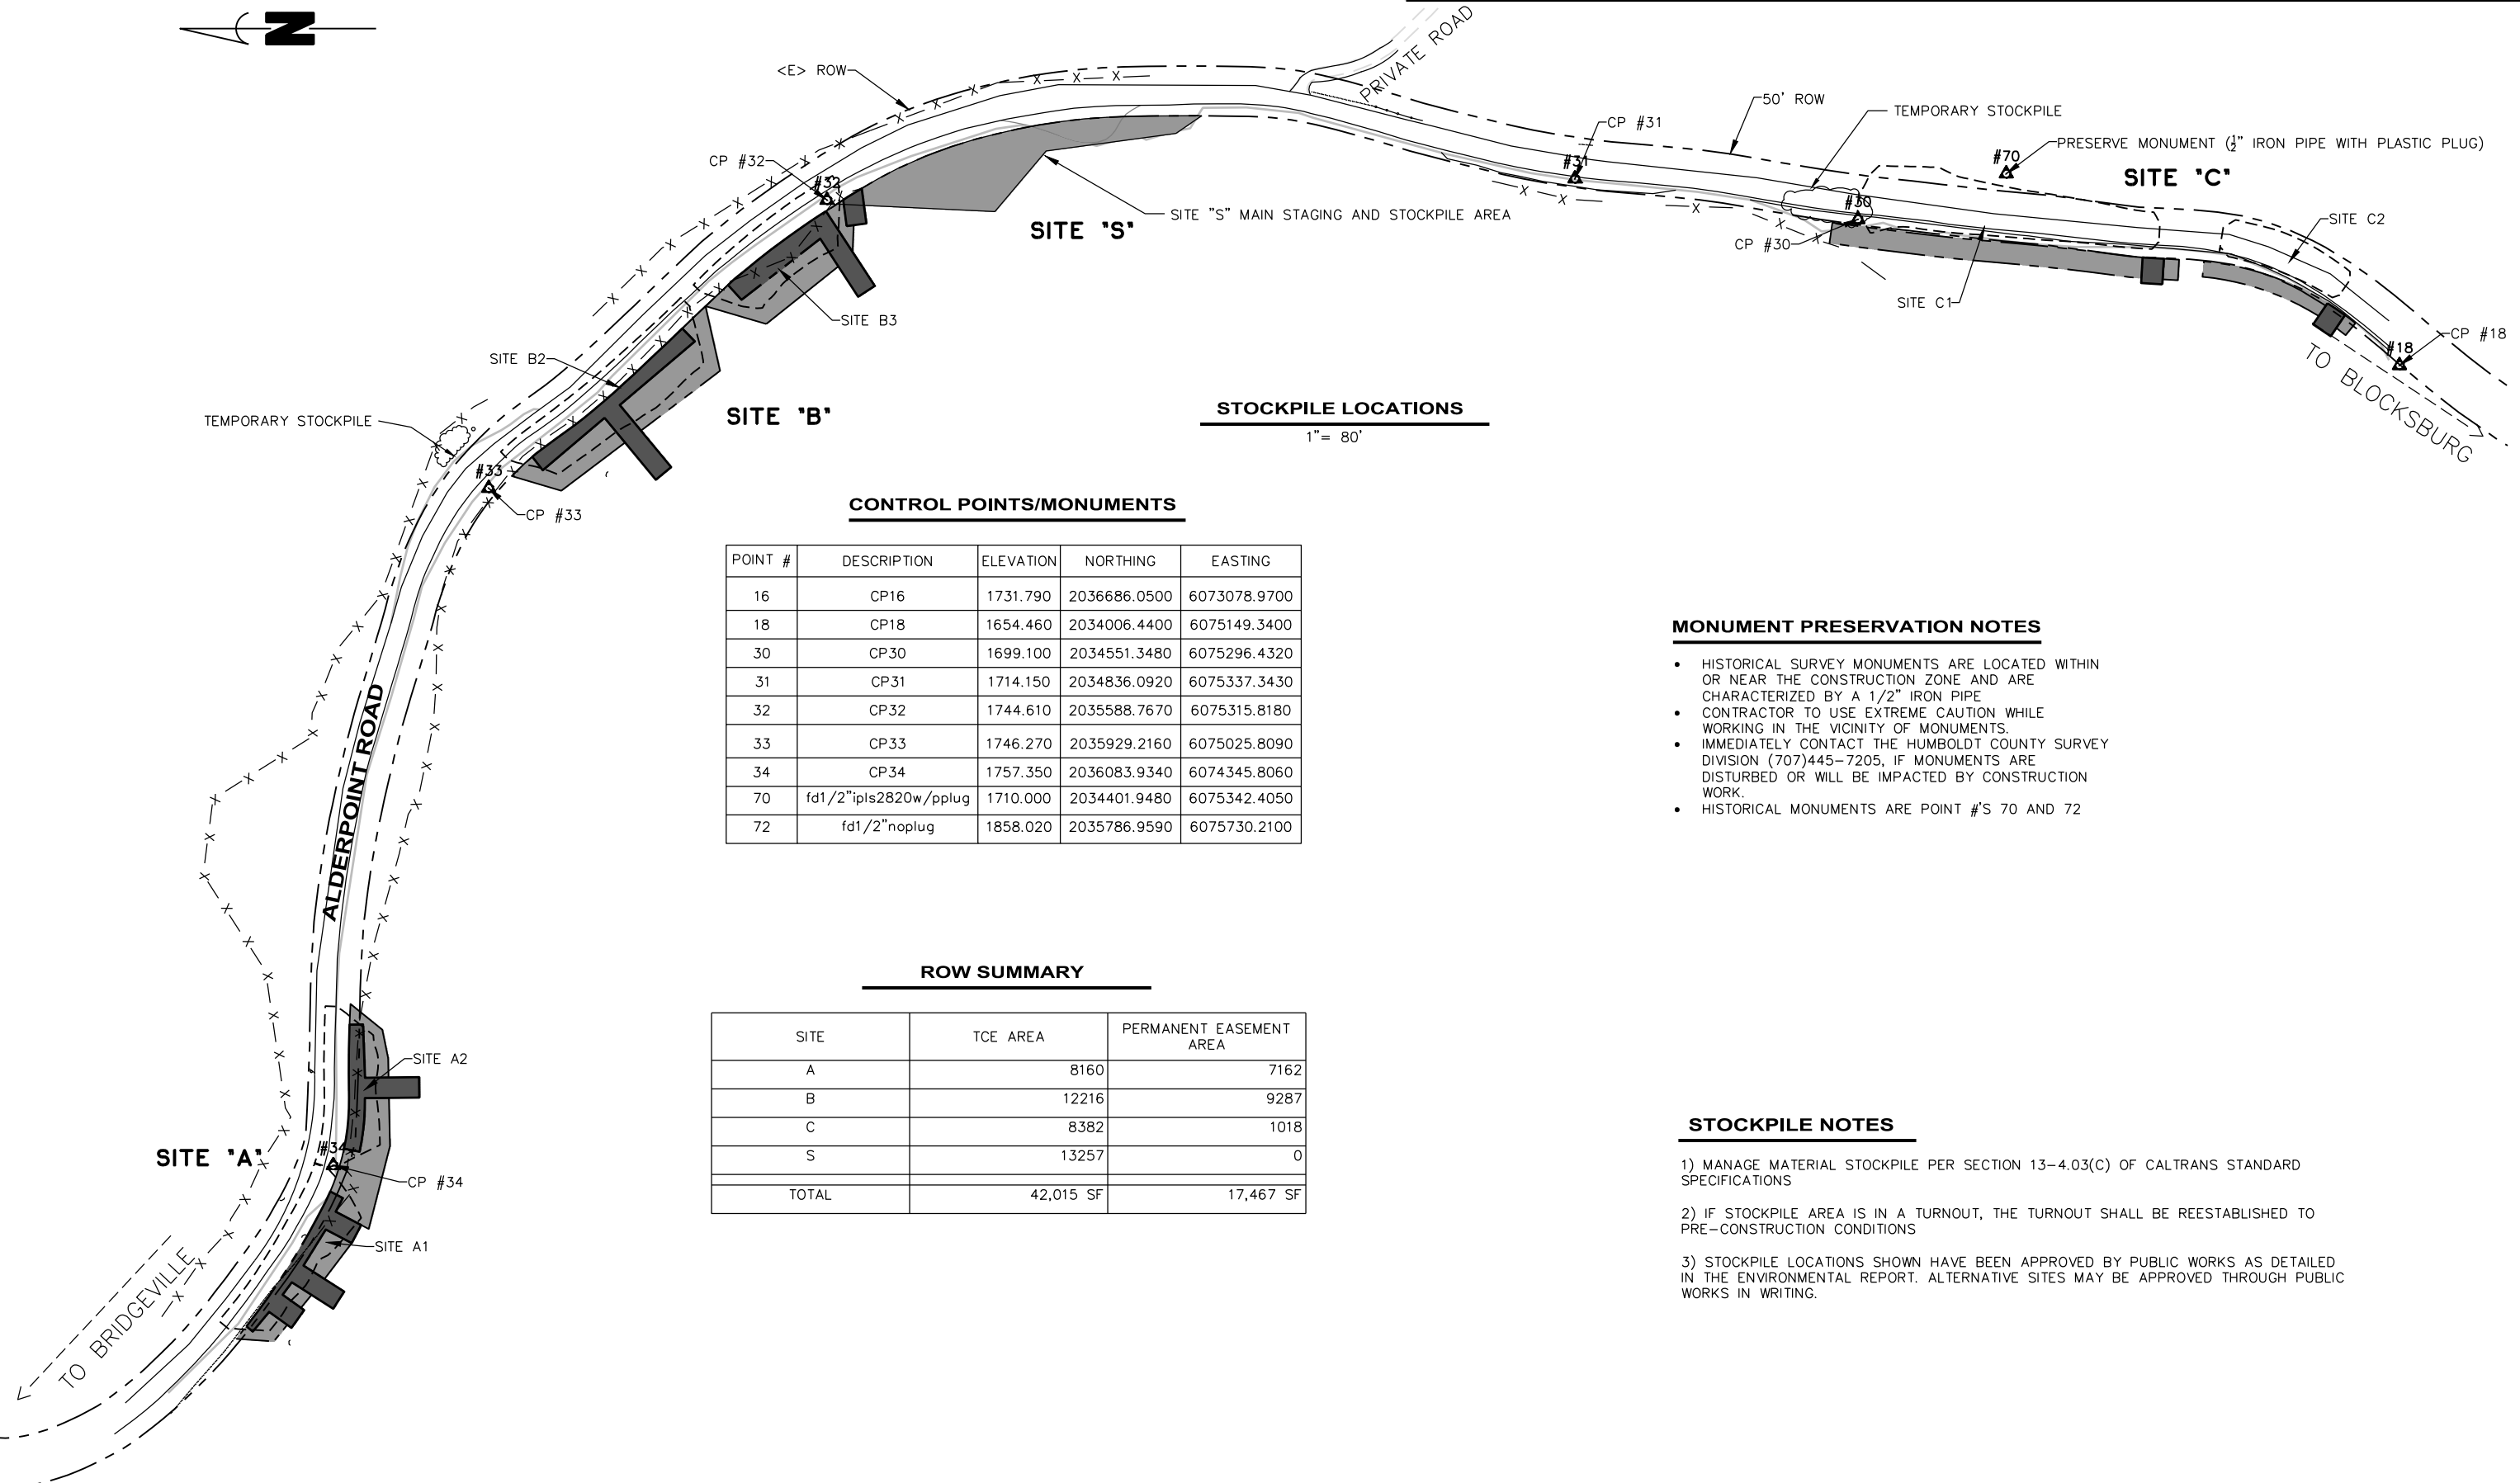 N
<E> ROW
PRIVATE ROAD
50' ROW
TEMPORARY STOCKPILE
CP #31
#31
PRESERVE MONUMENT (½" IRON PIPE WITH PLASTIC PLUG)
#70
SITE "C"
CP #32
#32
SITE "S" MAIN STAGING AND STOCKPILE AREA
SITE "S"
#30
CP #30
SITE C2
SITE C1
SITE B3
CP #18
#18
TO BLOCKSBURG
SITE B2
SITE "B"
TEMPORARY STOCKPILE
#33
CP #33
STOCKPILE LOCATIONS
1"= 80'
CONTROL POINTS/MONUMENTS
POINT # DESCRIPTION ELEVATION NORTHING EASTING
16 CP16 1731.790 2036686.0500 6073078.9700
18 CP18 1654.460 2034006.4400 6075149.3400
30 CP30 1699.100 2034551.3480 6075296.4320
31 CP31 1714.150 2034836.0920 6075337.3430
32 CP32 1744.610 2035588.7670 6075315.8180
33 CP33 1746.270 2035929.2160 6075025.8090
34 CP34 1757.350 2036083.9340 6074345.8060
70 fd1/2"ipls2820w/pplug 1710.000 2034401.9480 6075342.4050
72 fd1/2"noplug 1858.020 2035786.9590 6075730.2100
MONUMENT PRESERVATION NOTES
• HISTORICAL SURVEY MONUMENTS ARE LOCATED WITHIN
OR NEAR THE CONSTRUCTION ZONE AND ARE
CHARACTERIZED BY A 1/2" IRON PIPE
• CONTRACTOR TO USE EXTREME CAUTION WHILE
WORKING IN THE VICINITY OF MONUMENTS.
• IMMEDIATELY CONTACT THE HUMBOLDT COUNTY SURVEY
DIVISION (707)445-7205, IF MONUMENTS ARE
DISTURBED OR WILL BE IMPACTED BY CONSTRUCTION
WORK.
• HISTORICAL MONUMENTS ARE POINT #'S 70 AND 72
ALDERPOINT ROAD
ROW SUMMARY
SITE TCE AREA PERMANENT EASEMENT
AREA
A 8160 7162
B 12216 9287
C 8382 1018
S 13257 0
TOTAL 42,015 SF 17,467 SF
SITE A2
SITE "A"
#34
CP #34
SITE A1
TO BRIDGEVILLE
STOCKPILE NOTES
1) MANAGE MATERIAL STOCKPILE PER SECTION 13-4.03(C) OF CALTRANS STANDARD
SPECIFICATIONS
2) IF STOCKPILE AREA IS IN A TURNOUT, THE TURNOUT SHALL BE REESTABLISHED TO
PRE-CONSTRUCTION CONDITIONS
3) STOCKPILE LOCATIONS SHOWN HAVE BEEN APPROVED BY PUBLIC WORKS AS DETAILED
IN THE ENVIRONMENTAL REPORT. ALTERNATIVE SITES MAY BE APPROVED THROUGH PUBLIC
WORKS IN WRITING.